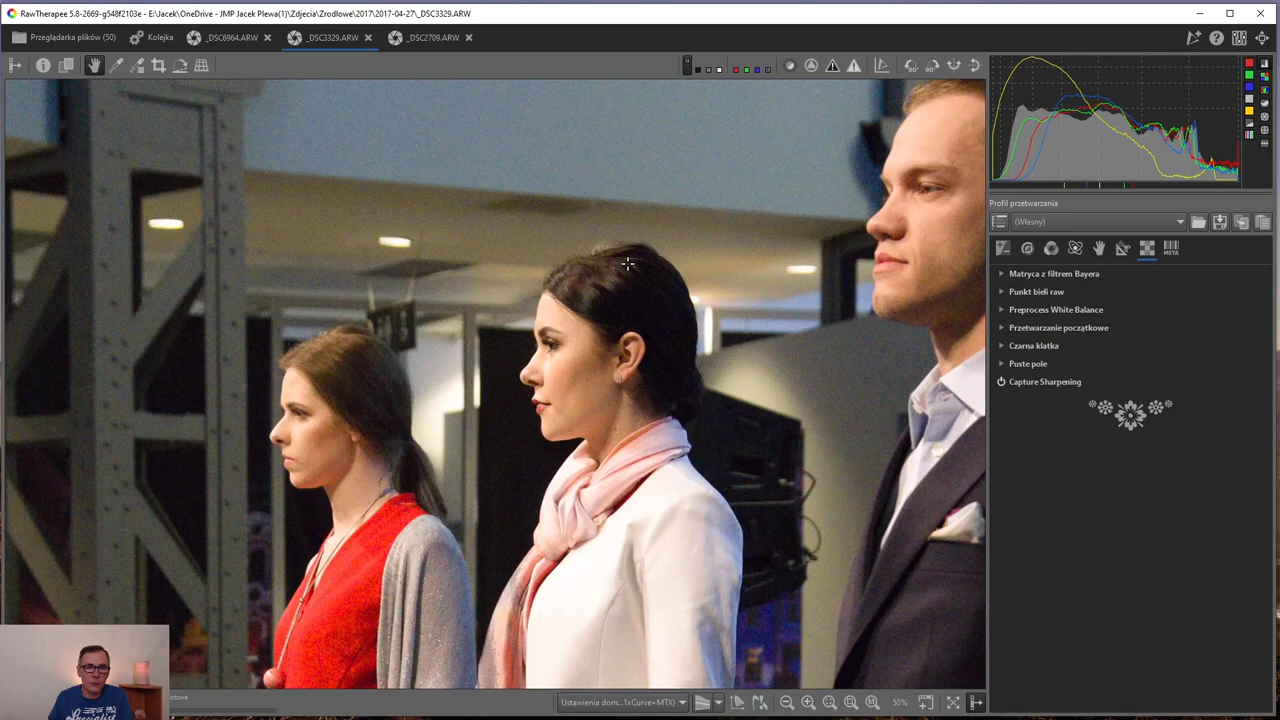 RawTherapee 5.8-2669-g548f2103e - E:\Jacek\OneDrive - JMP Jacek Plewa(1)\Zdjecia\Zrodlowe\2017\2017-04-27\_DSC3329.ARW
Przeglądarka plików (50) Kolejka _DSC6964.ARW _DSC3329.ARW _DSC2709.ARW
Profil przetwarzania
(Własny)
META
Matryca z filtrem Bayera
Punkt bieli raw
Preprocess White Balance
Przetwarzanie początkowe
Czarna klatka
Puste pole
Capture Sharpening
otowe
Ustawienia dom...1xCurve+MTX) 50%